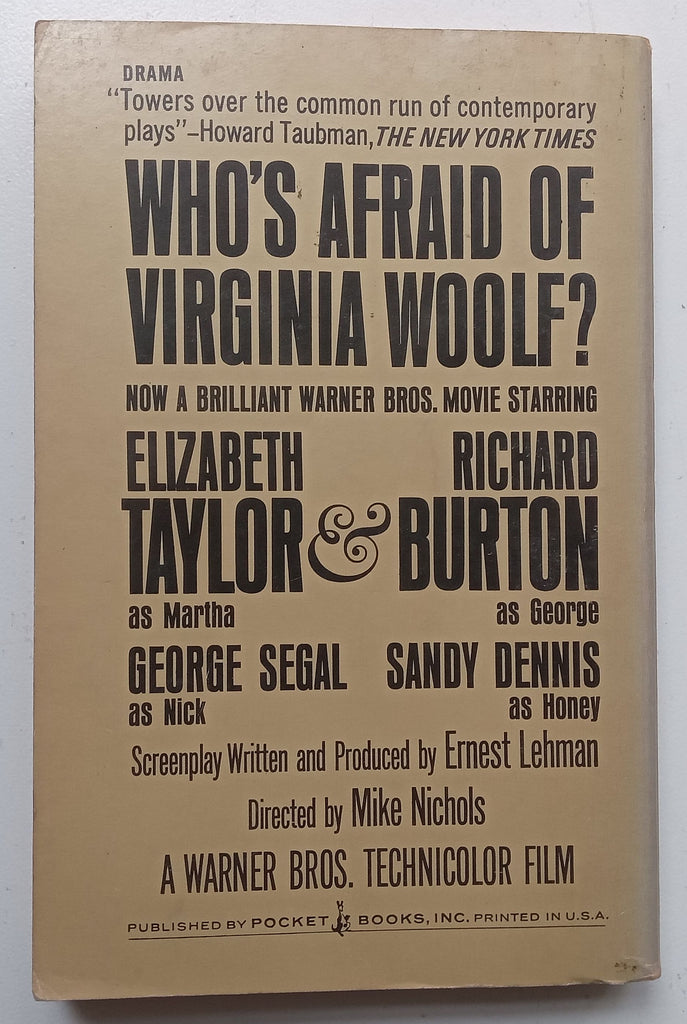 DRAMA
“Towers over the common run of contemporary
plays”–Howard Taubman, THE NEW YORK TIMES
WHO'S AFRAID OF
VIRGINIA WOOLF?
NOW A BRILLIANT WARNER BROS. MOVIE STARRING
ELIZABETH RICHARD
TAYLOR & BURTON
as Martha as George
GEORGE SEGAL SANDY DENNIS
as Nick as Honey
Screenplay Written and Produced by Ernest Lehman
Directed by Mike Nichols
A WARNER BROS. TECHNICOLOR FILM
PUBLISHED BY POCKET BOOKS, INC. PRINTED IN U.S.A.